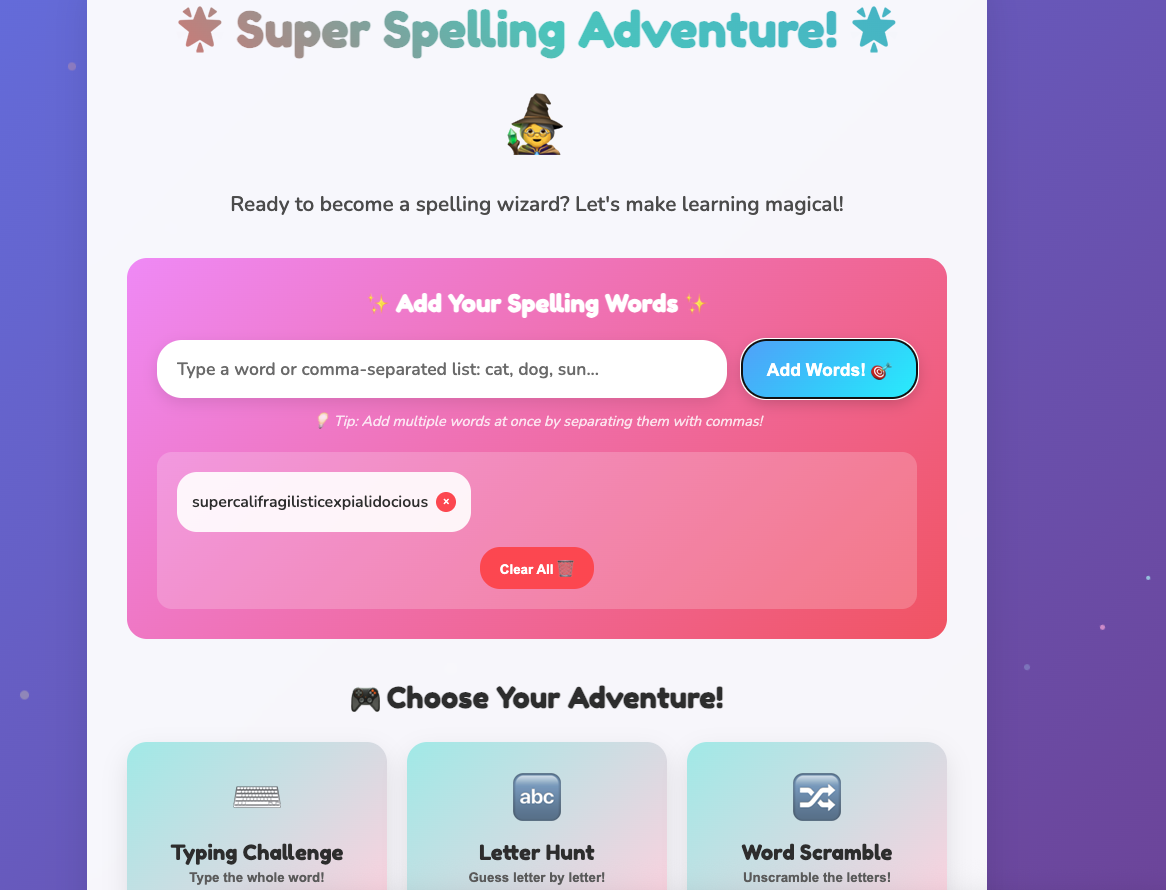 🌟 Super Spelling Adventure! 🌟
Ready to become a spelling wizard? Let's make learning magical!
✨ Add Your Spelling Words ✨
Type a word or comma-separated list: cat, dog, sun...
Add Words! 🎯
💡 Tip: Add multiple words at once by separating them with commas!
supercalifragilisticexpialidocious ×
Clear All 🗑️
🎮 Choose Your Adventure!
abc
Typing Challenge
Type the whole word!
Letter Hunt
Guess letter by letter!
Word Scramble
Unscramble the letters!